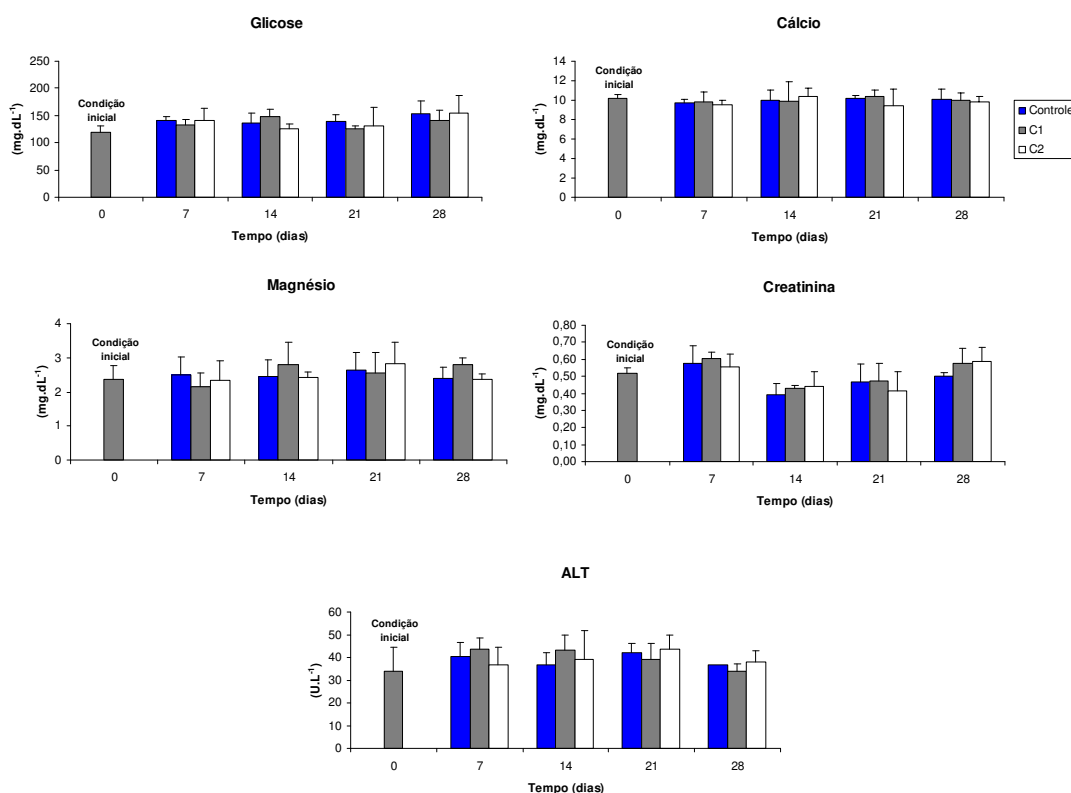 Glicose
(mg.dL-1)
250
200
150
100
50
0
Condição
inicial
0 7 14 21 28
Tempo (dias)
Cálcio
(mg.dL-1)
14
12
10
8
6
4
2
0
Condição
inicial
0 7 14 21 28
Tempo (dias)
Controle
C1
C2
Magnésio
(mg.dL-1)
4
3
2
1
0
Condição
inicial
0 7 14 21 28
Tempo (dias)
Creatinina
(mg.dL-1)
0,80
0,70
0,60
0,50
0,40
0,30
0,20
0,10
0,00
Condição
inicial
0 7 14 21 28
Tempo (dias)
ALT
(U.L-1)
60
50
40
30
20
10
0
Condição
inicial
0 7 14 21 28
Tempo (dias)